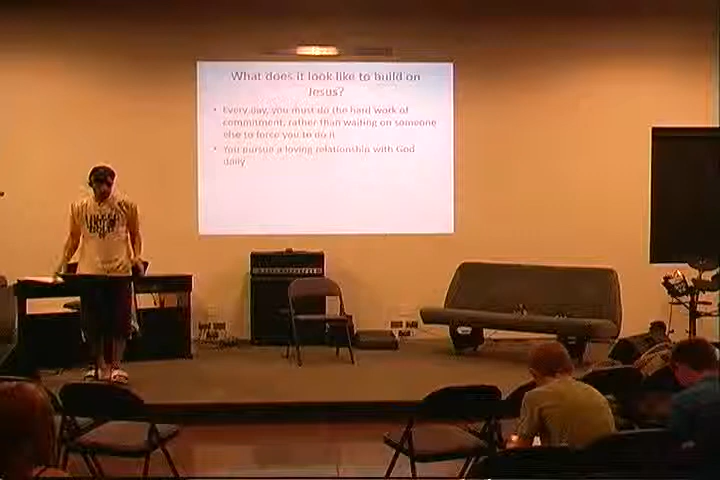 What does it look like to build on
Jesus?
• Every day, you must do the hard work of
commitment, rather than waiting on someone
else to force you to do it
• You pursue a loving relationship with God
daily